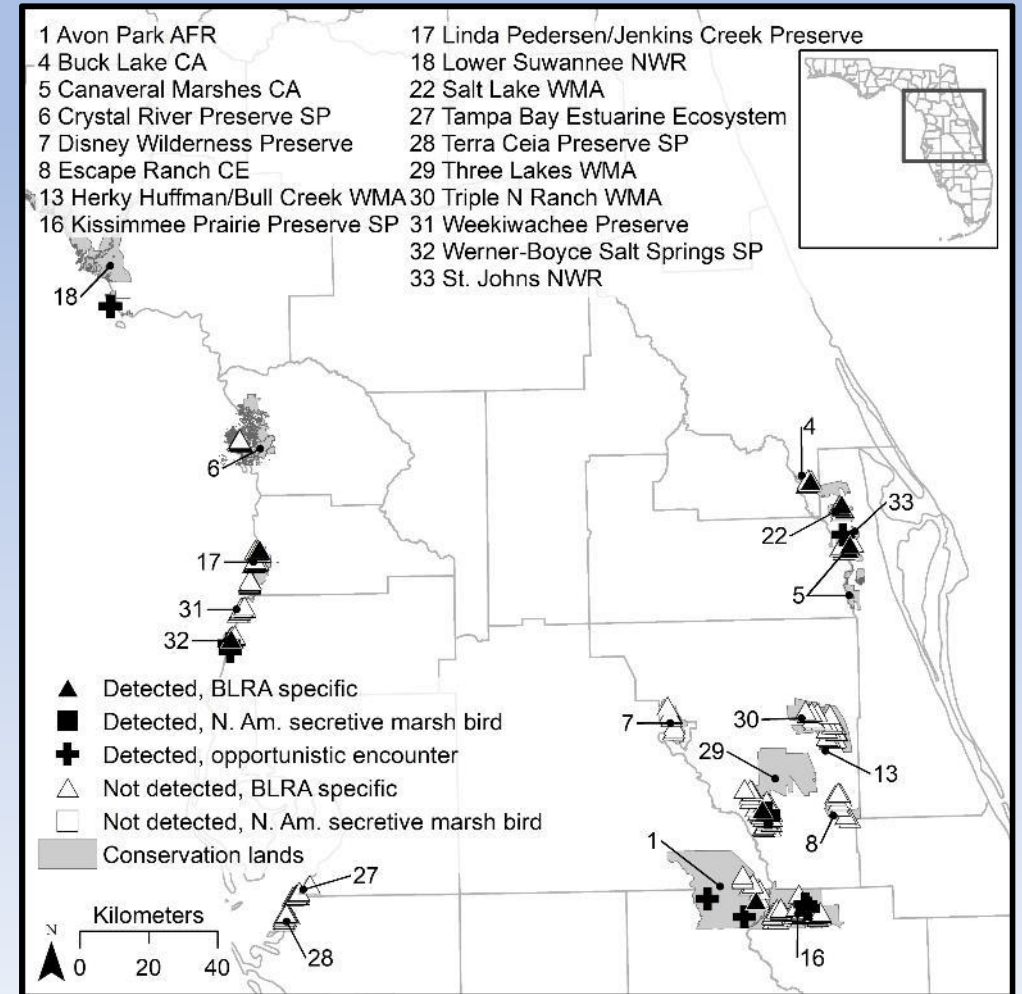 1 Avon Park AFR
4 Buck Lake CA
5 Canaveral Marshes CA
6 Crystal River Preserve SP
7 Disney Wilderness Preserve
8 Escape Ranch CE
13 Herky Huffman/Bull Creek WMA
16 Kissimmee Prairie Preserve SP
17 Linda Pedersen/Jenkins Creek Preserve
18 Lower Suwannee NWR
22 Salt Lake WMA
27 Tampa Bay Estuarine Ecosystem
28 Terra Ceia Preserve SP
29 Three Lakes WMA
30 Triple N Ranch WMA
31 Weekiwachee Preserve
32 Werner-Boyce Salt Springs SP
33 St. Johns NWR
18
6
4
33
22
17
5
31
32
7
30
29
13
8
1
27
16
28
Detected, BLRA specific
Detected, N. Am. secretive marsh bird
Detected, opportunistic encounter
Not detected, BLRA specific
Not detected, N. Am. secretive marsh bird
Conservation lands
N
Kilometers
0 20 40